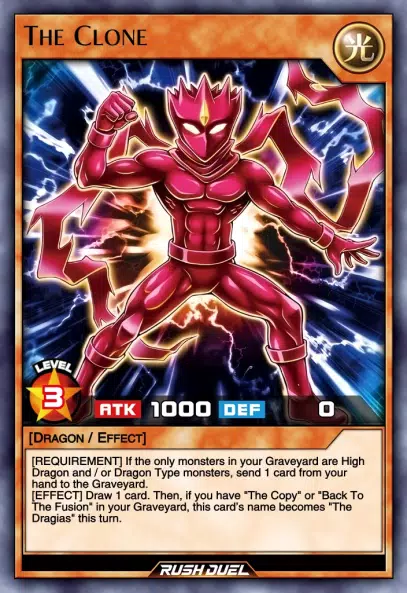 THE CLONE
光
LEVEL
3
ATK 1000 DEF 0
[DRAGON / EFFECT]
[REQUIREMENT] If the only monsters in your Graveyard are High
Dragon and / or Dragon Type monsters, send 1 card from your
hand to the Graveyard.
[EFFECT] Draw 1 card. Then, if you have "The Copy" or "Back To
The Fusion" in your Graveyard, this card's name becomes "The
Dragias" this turn.
RUSH DUEL